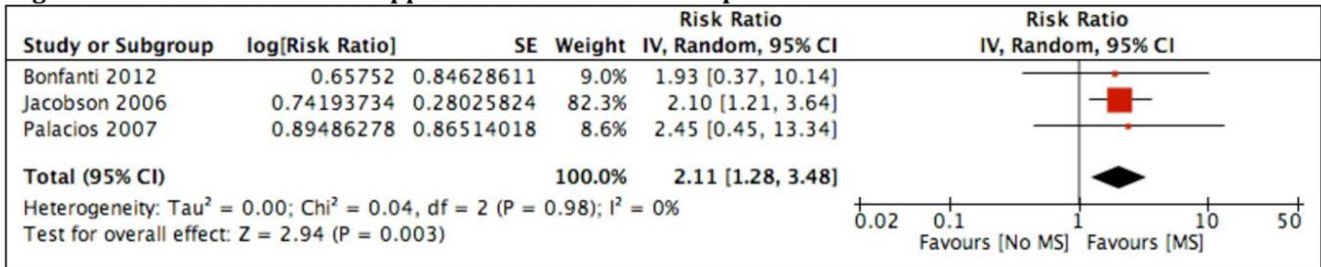 Risk Ratio Risk Ratio
Study or Subgroup log[Risk Ratio] SE Weight IV, Random, 95% CI IV, Random, 95% CI
Bonfanti 2012 0.65752 0.84628611 9.0% 1.93 [0.37, 10.14]
Jacobson 2006 0.74193734 0.28025824 82.3% 2.10 [1.21, 3.64]
Palacios 2007 0.89486278 0.86514018 8.6% 2.45 [0.45, 13.34]
Total (95% CI) 100.0% 2.11 [1.28, 3.48]
Heterogeneity: Tau² = 0.00; Chi² = 0.04, df = 2 (P = 0.98); I² = 0%
Test for overall effect: Z = 2.94 (P = 0.003)
0.02 0.1 1 10 50
Favours [No MS] Favours [MS]